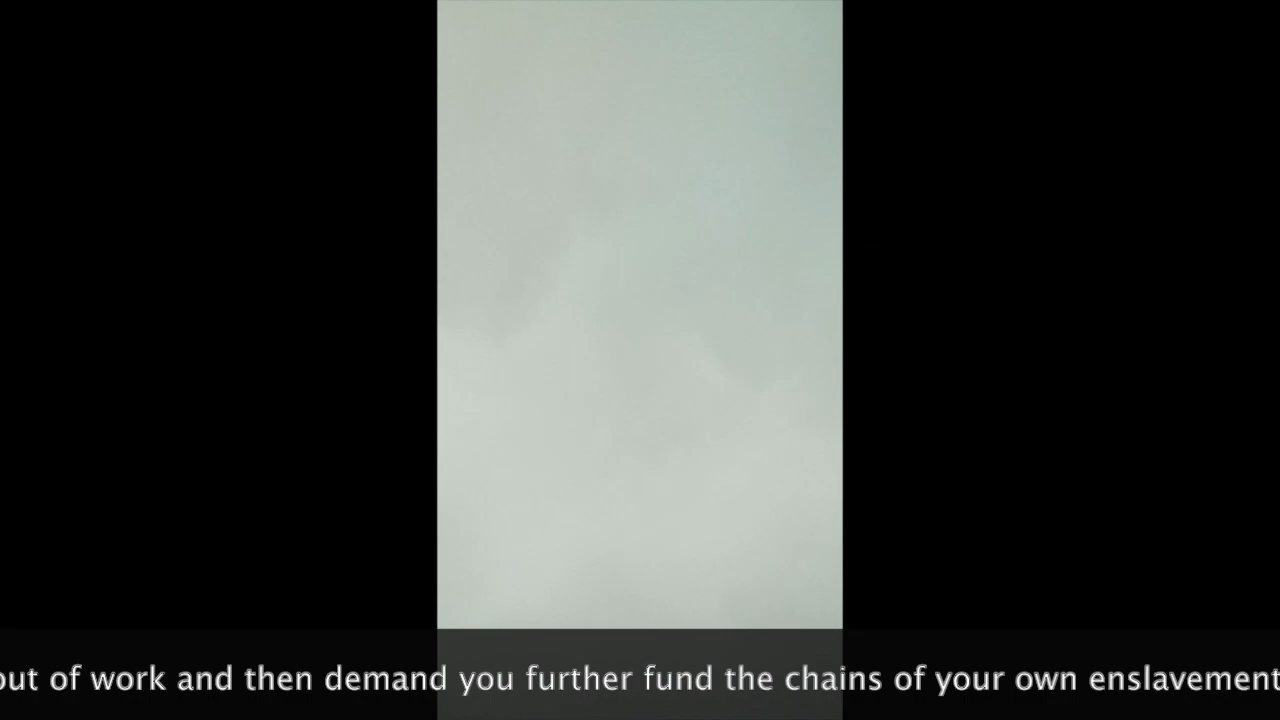 out of work and then demand you further fund the chains of your own enslavement